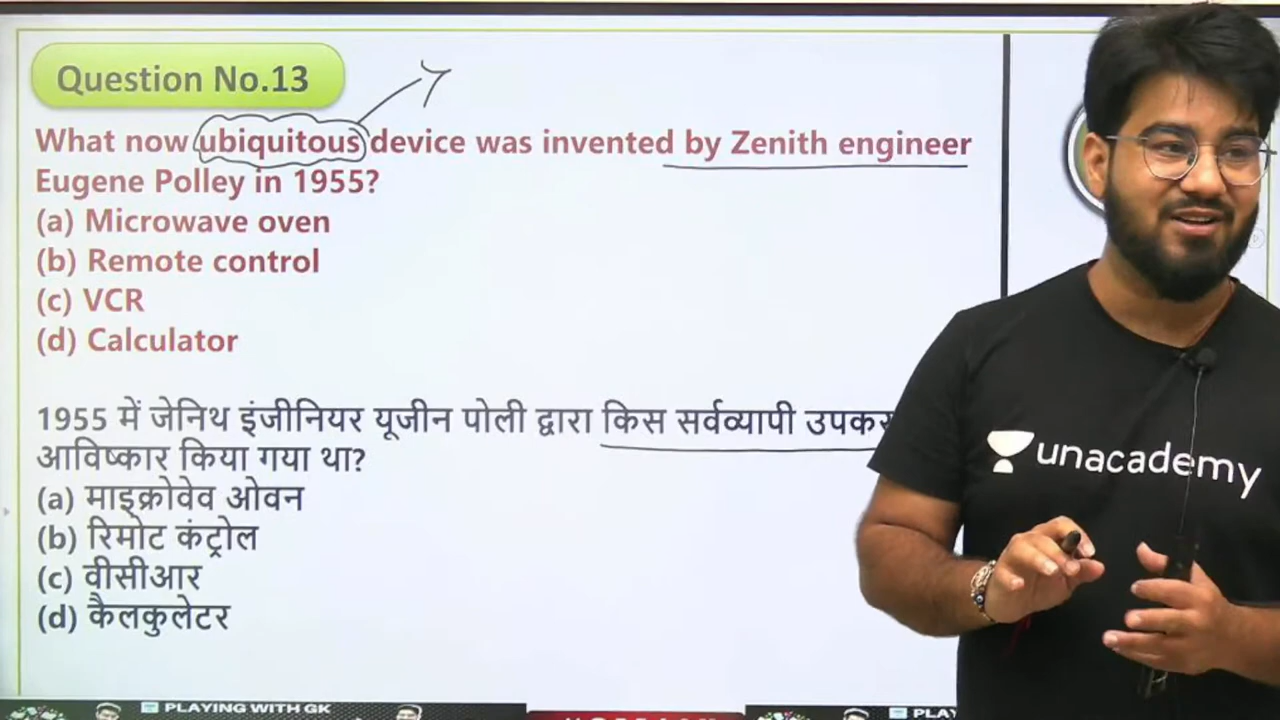 Question No.13
What now ubiquitous device was invented by Zenith engineer
Eugene Polley in 1955?
(a) Microwave oven
(b) Remote control
(c) VCR
(d) Calculator
1955 में जेनिथ इंजीनियर यूजीन पोली द्वारा किस सर्वव्यापी उपकर
आविष्कार किया गया था?
(a) माइक्रोवेव ओवन
(b) रिमोट कंट्रोल
(c) वीसीआर
(d) कैलकुलेटर
unacademy
PLAYING WITH GK
PLAY